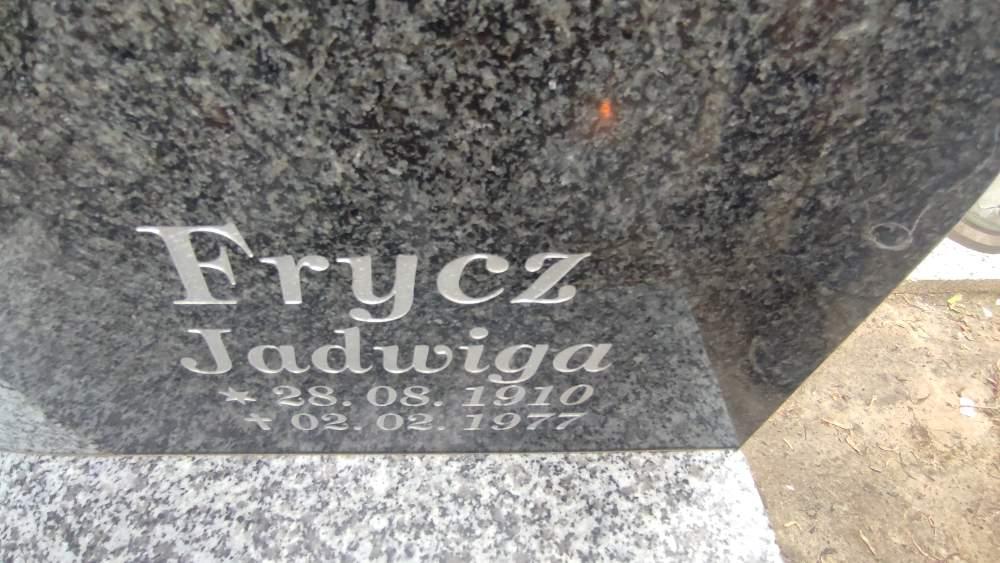 Frycz
Jadwiga
* 28. 08. 1910
✝ 02. 02. 1977